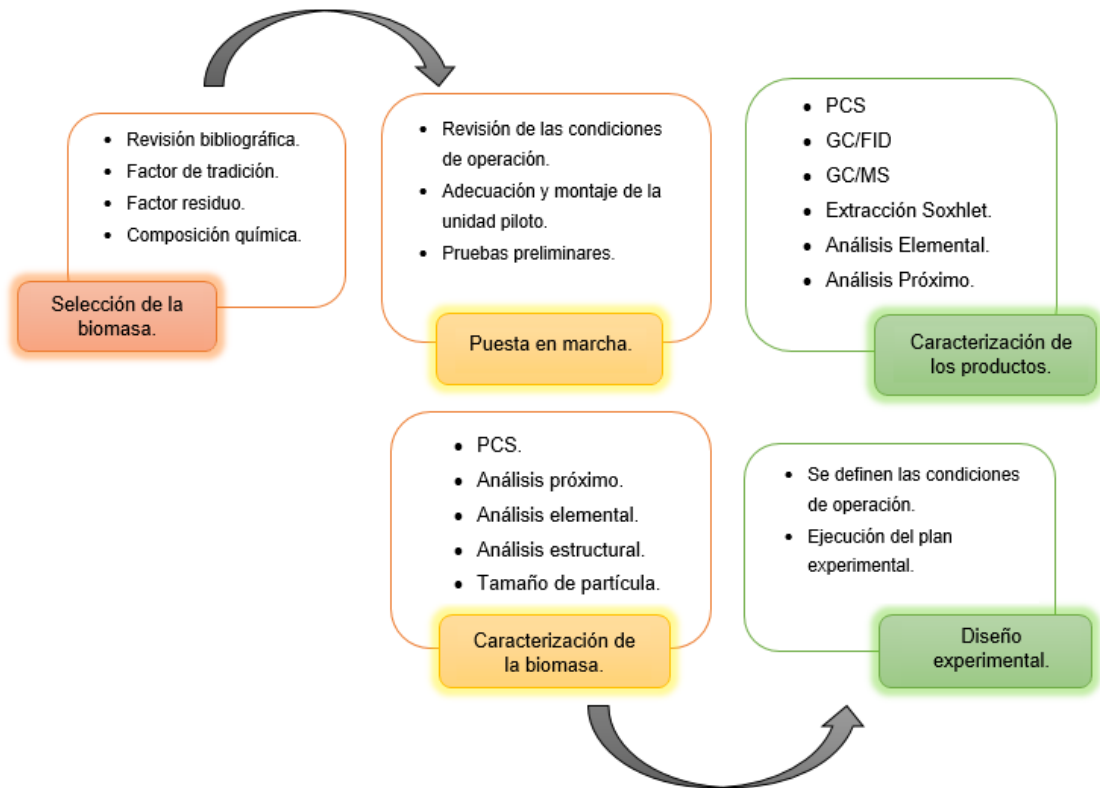 • Revisión bibliográfica.
• Factor de tradición.
• Factor residuo.
• Composición química.
Selección de la
biomasa.
• Revisión de las condiciones
de operación.
• Adecuación y montaje de la
unidad piloto.
• Pruebas preliminares.
Puesta en marcha.
• PCS.
• Análisis próximo.
• Análisis elemental.
• Análisis estructural.
• Tamaño de partícula.
Caracterización de
la biomasa.
• Se definen las condiciones
de operación.
• Ejecución del plan
experimental.
Diseño
experimental.
• PCS
• GC/FID
• GC/MS
• Extracción Soxhlet.
• Análisis Elemental.
• Análisis Próximo.
Caracterización de
los productos.